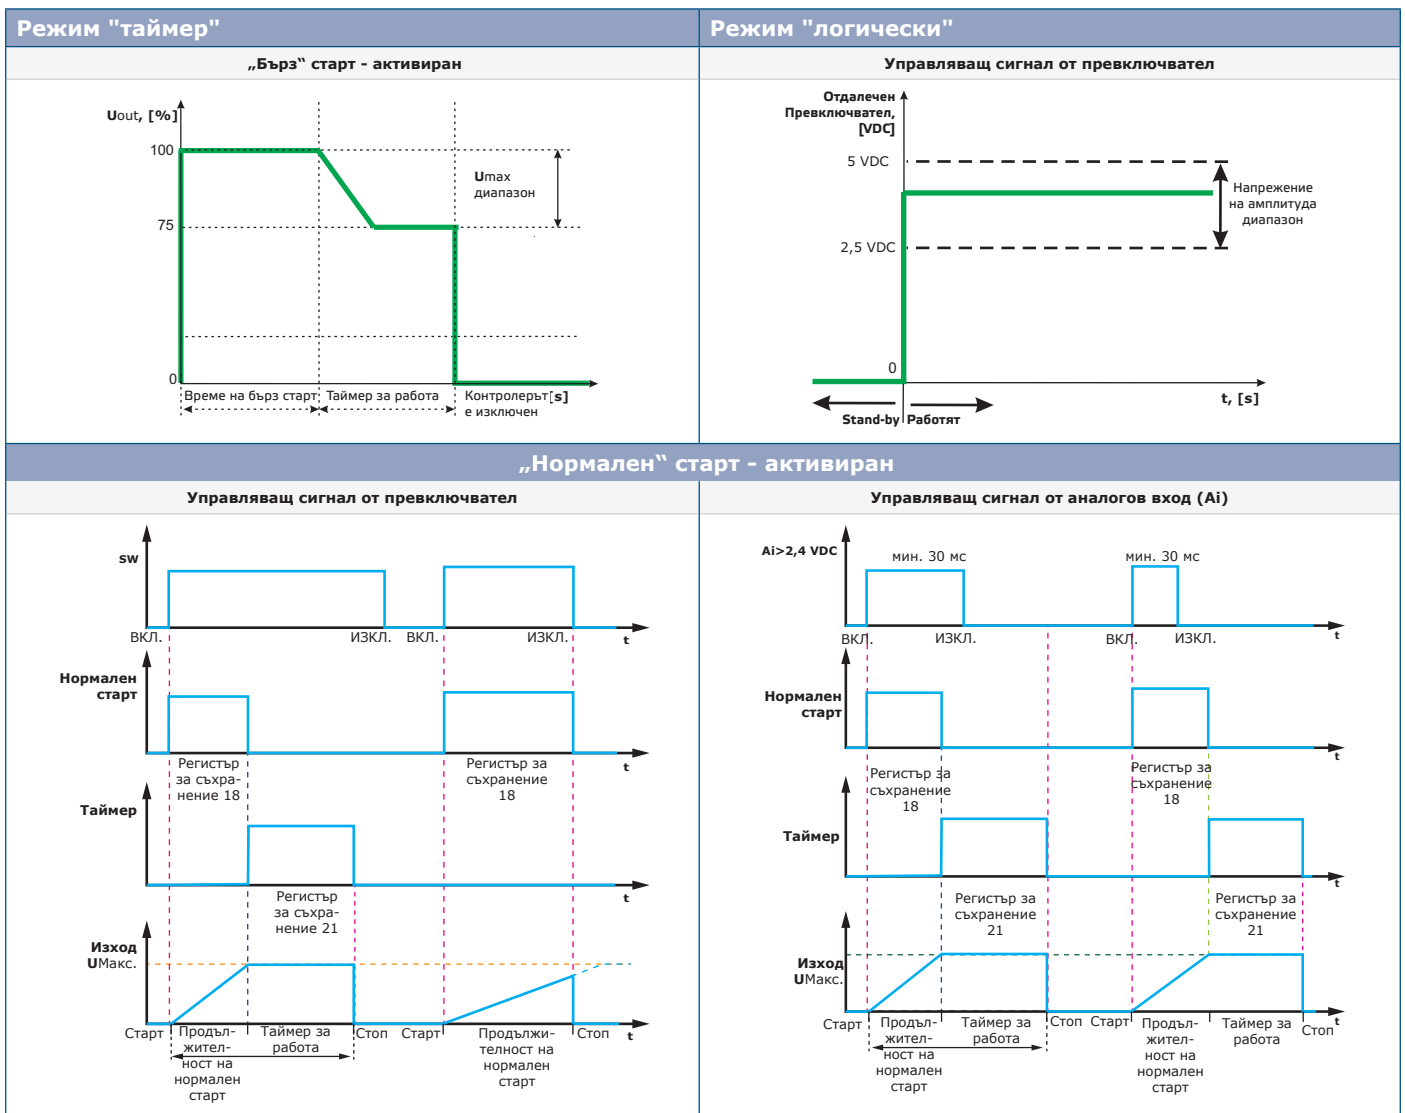 Режим "таймер"
Режим "логически"
„Бърз“ старт - активиран
Управляващ сигнал от превключвател
Uout, [%]
100
75
0
Umax
диапазон
Време на бърз старт
Таймер за работа
Контролерът[s]
е изключен
Отдалечен
Превключвател,
[VDC]
5 VDC
2,5 VDC
0
Напрежение
на амплитуда
диапазон
t, [s]
Stand-by
Работят
„Нормален“ старт - активиран
Управляващ сигнал от превключвател
Управляващ сигнал от аналогов вход (Ai)
SW
ВКЛ.
ИЗКЛ.
ВКЛ.
ИЗКЛ.
t
Нормален
старт
Регистър
за съхра-
нение 18
Регистър за
съхранение
18
t
Таймер
Регистър
за съхра-
нение 21
t
Изход
UМакс.
Старт
Продъл-
жител-
ност на
нормален
старт
Таймер за
работа
Стоп
Старт
Продължи-
телност на
нормален
старт
Стоп
t
Ai>2,4 VDC
мин. 30 мс
мин. 30 мс
ВКЛ.
ИЗКЛ.
ВКЛ.
ИЗКЛ.
t
Нормален
старт
Регистър за
съхранение
18
Регистър за
съхранение
18
t
Таймер
Регистър за
съхранение
21
Регистър за
съхранение
21
t
Изход
UМакс.
Старт
Продъл-
жител-
ност на
нормален
старт
Таймер за
работа
Стоп
Старт
Продъл-
жител-
ност на
нормален
старт
Таймер за
работа
Стоп
t